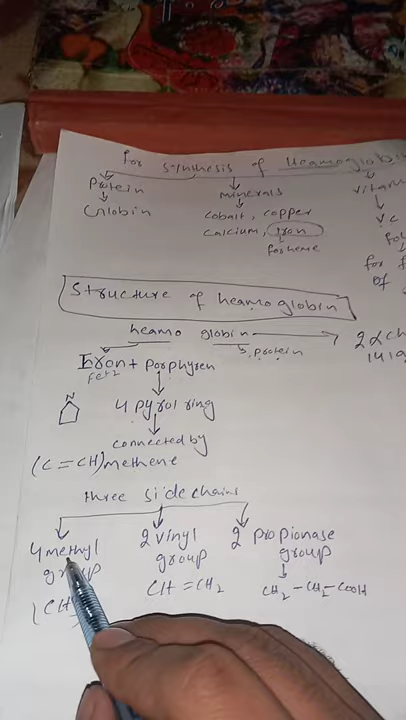 for synthesis of Heamoglobin
Protein minerals
Globin cobalt, copper
calcium, iron
for heme
V.C
for f
of
Structure of heamoglobin
heamo globin
protein
Iron + Porphyren
Fe+2
N
4 pyrol ring
connected by
(C=CH) methene
three side chains
4 methyl 2 vinyl 2 propionase
group group group
CH=CH2 CH2-CH2-COOH